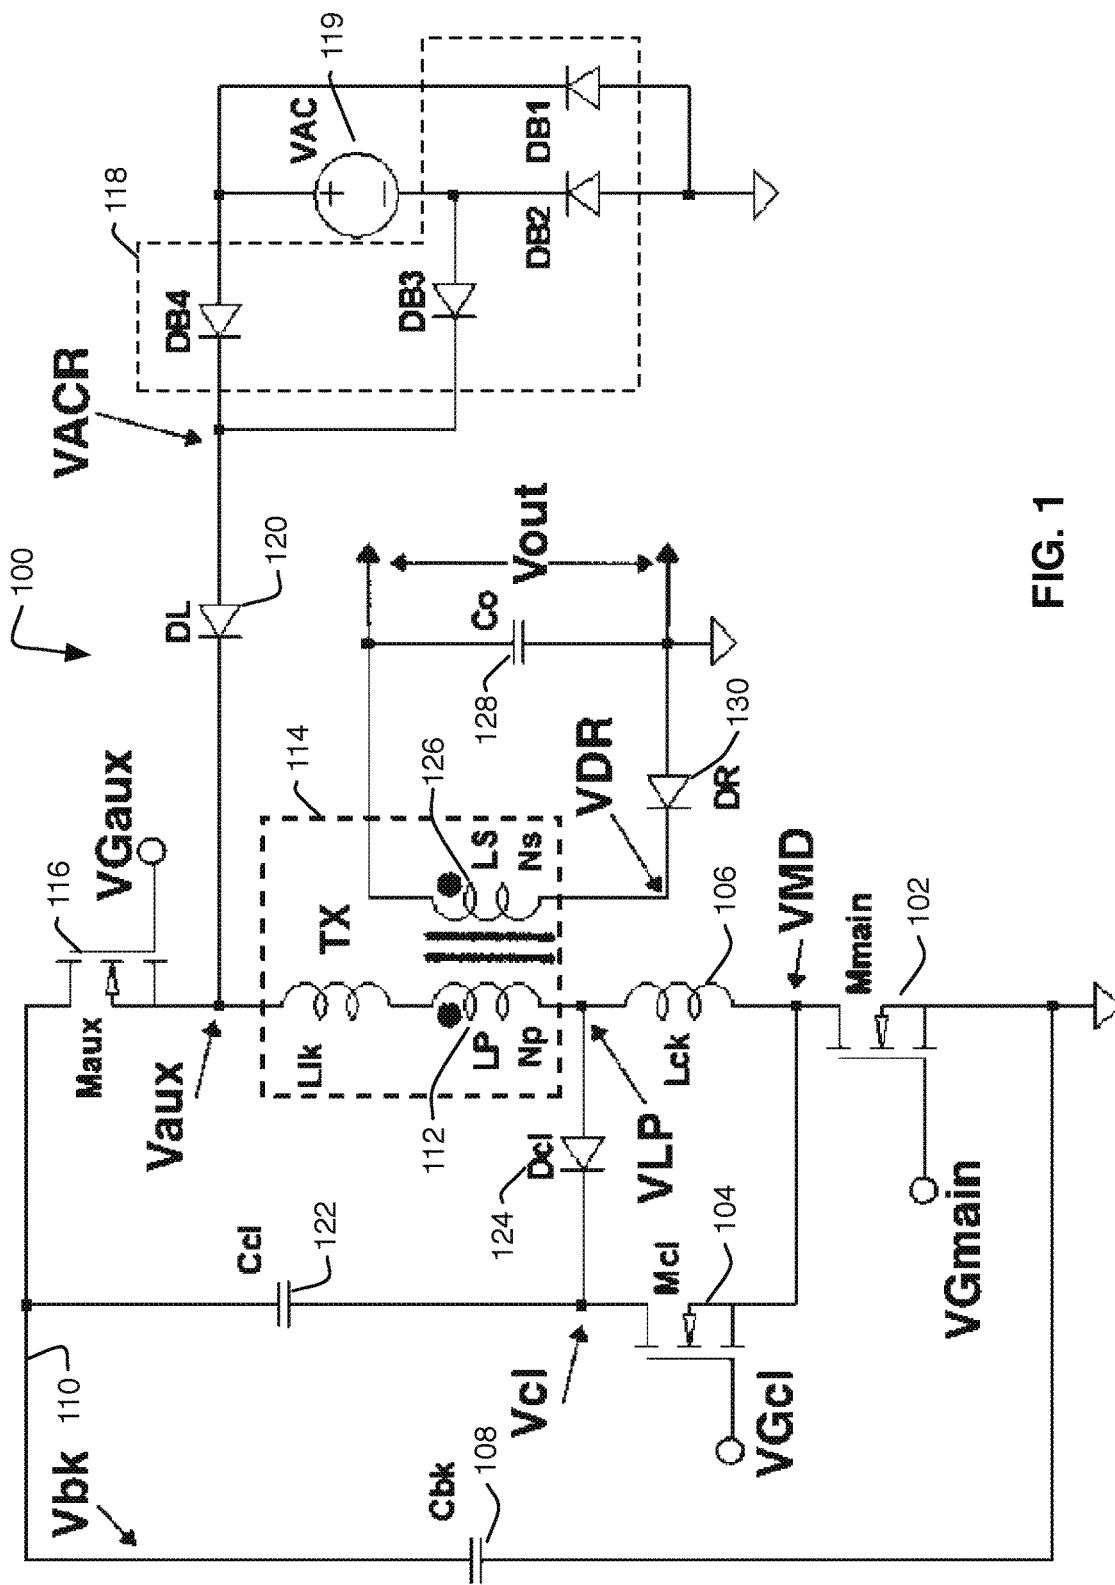 100
VACR
118
VAC
119
DB4
DB3
DB2
DB1
DL
120
116
VGaux
Maux
Vaux
114
TX
Llk
LP
Np
LS
Ns
112
126
Co
128
Vout
VDR
DR
130
Dcl
124
VLP
Lck
106
VMD
Mmain
102
VGmain
Ccl
122
Vcl
Mcl
104
VGcl
110
Vbk
Cbk
108
FIG. 1